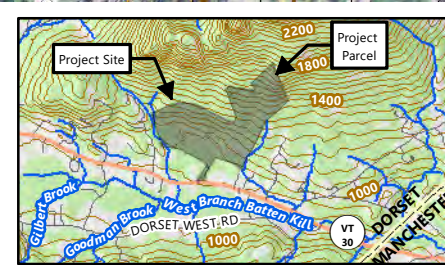 2200
Project Site
Project
Parcel
1800
1400
1000
Gilbert Brook
Goodman Brook
West Branch Batten Kill
DORSET WEST RD
1000
VT
30
DORSET
MANCHESTER